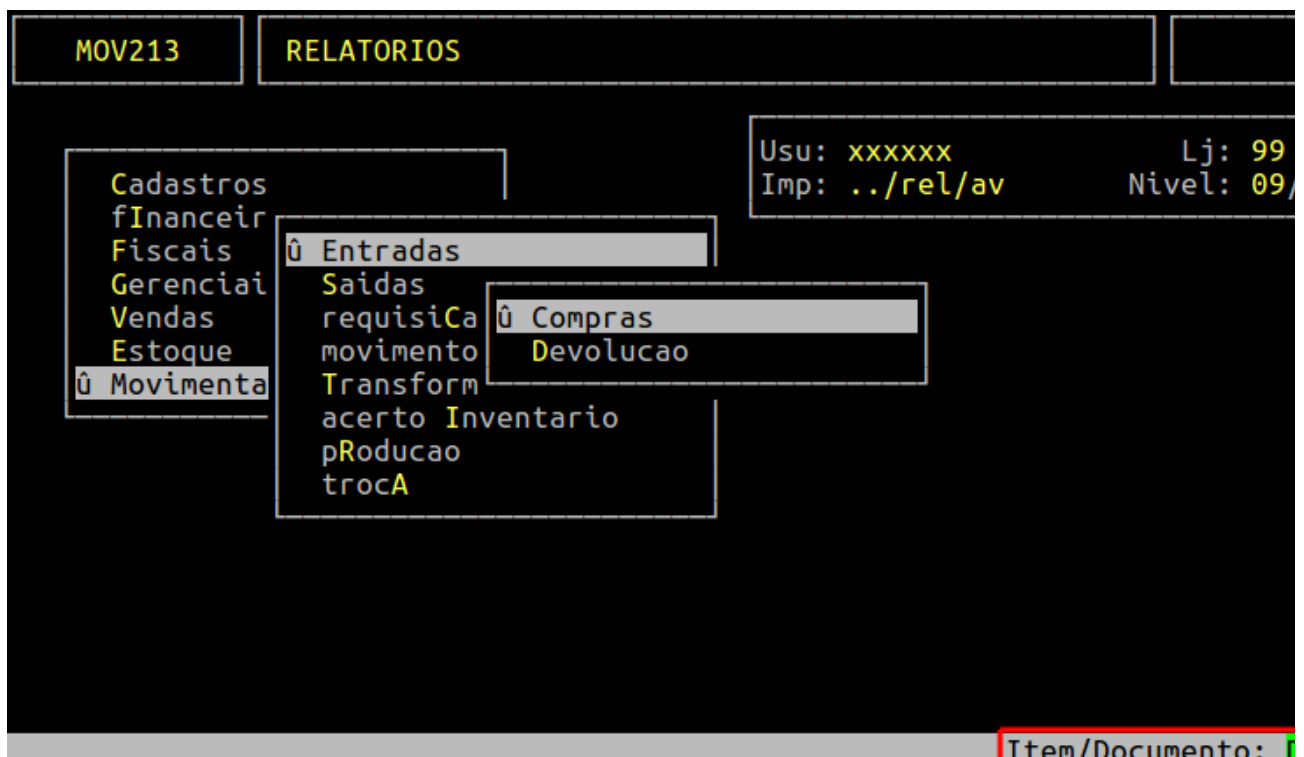 MOV213 RELATORIOS
Usu: xxxxxx Lj: 99
Imp: ../rel/av Nivel: 09/
Cadastros
fInanceir
Fiscais
Gerenciai
Vendas
Estoque
û Movimenta
û Entradas
Saidas
requisiCa
movimento
Transform
acerto Inventario
pRoducao
trocA
û Compras
Devolucao
Item/Documento: